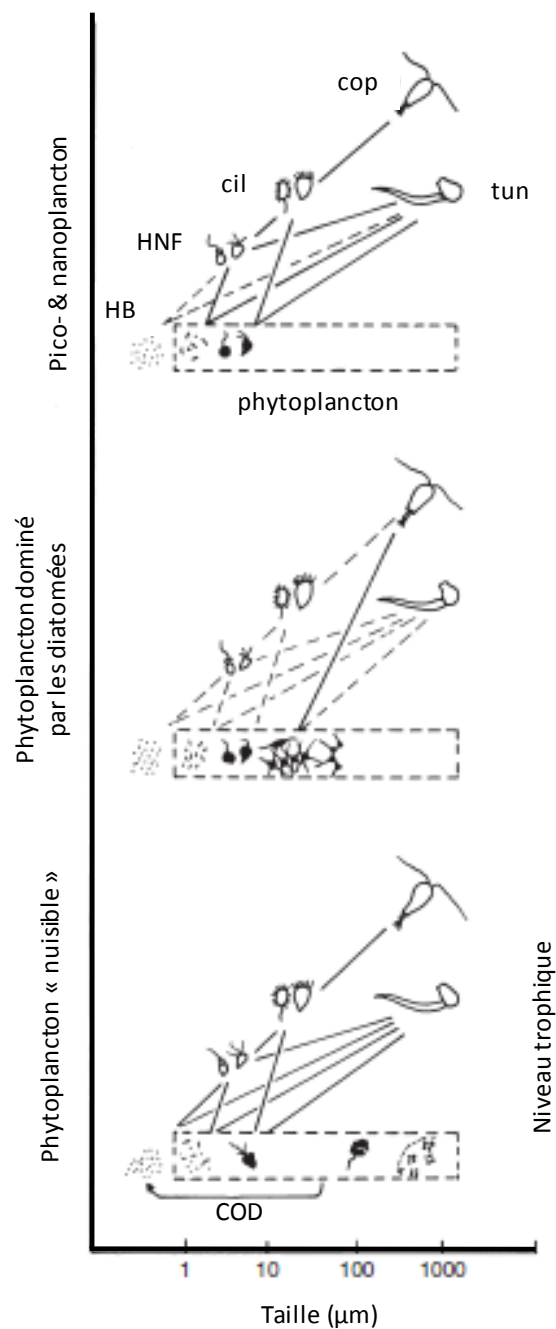 Pico- & nanoplancton
cop
cil
tun
HNF
HB
phytoplancton
Phytoplancton dominé
par les diatomées
Phytoplancton « nuisible »
Niveau trophique
COD
1 10 100 1000
Taille (µm)